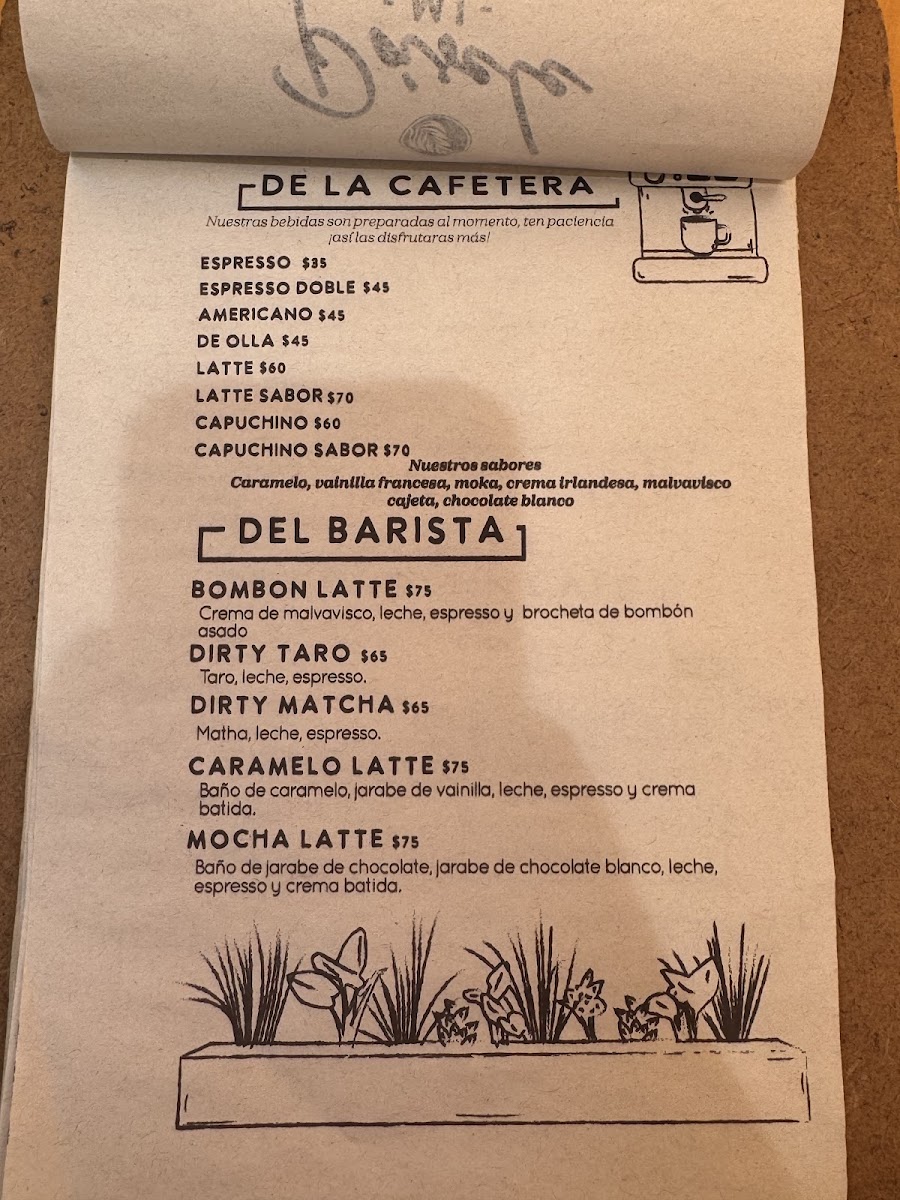 DE LA CAFETERA
Nuestras bebidas son preparadas al momento, ten paciencia
¡así las disfrutaras más!
ESPRESSO $35
ESPRESSO DOBLE $45
AMERICANO $45
DE OLLA $45
LATTE $60
LATTE SABOR $70
CAPUCHINO $60
CAPUCHINO SABOR $70
Nuestros sabores
Caramelo, vainilla francesa, moka, crema irlandesa, malvavisco
cajeta, chocolate blanco
DEL BARISTA
BOMBON LATTE $75
Crema de malvavisco, leche, espresso y brocheta de bombón
asado
DIRTY TARO $65
Taro, leche, espresso.
DIRTY MATCHA $65
Matha, leche, espresso.
CARAMELO LATTE $75
Baño de caramelo, jarabe de vainilla, leche, espresso y crema
batida.
MOCHA LATTE $75
Baño de jarabe de chocolate, jarabe de chocolate blanco, leche,
espresso y crema batida.